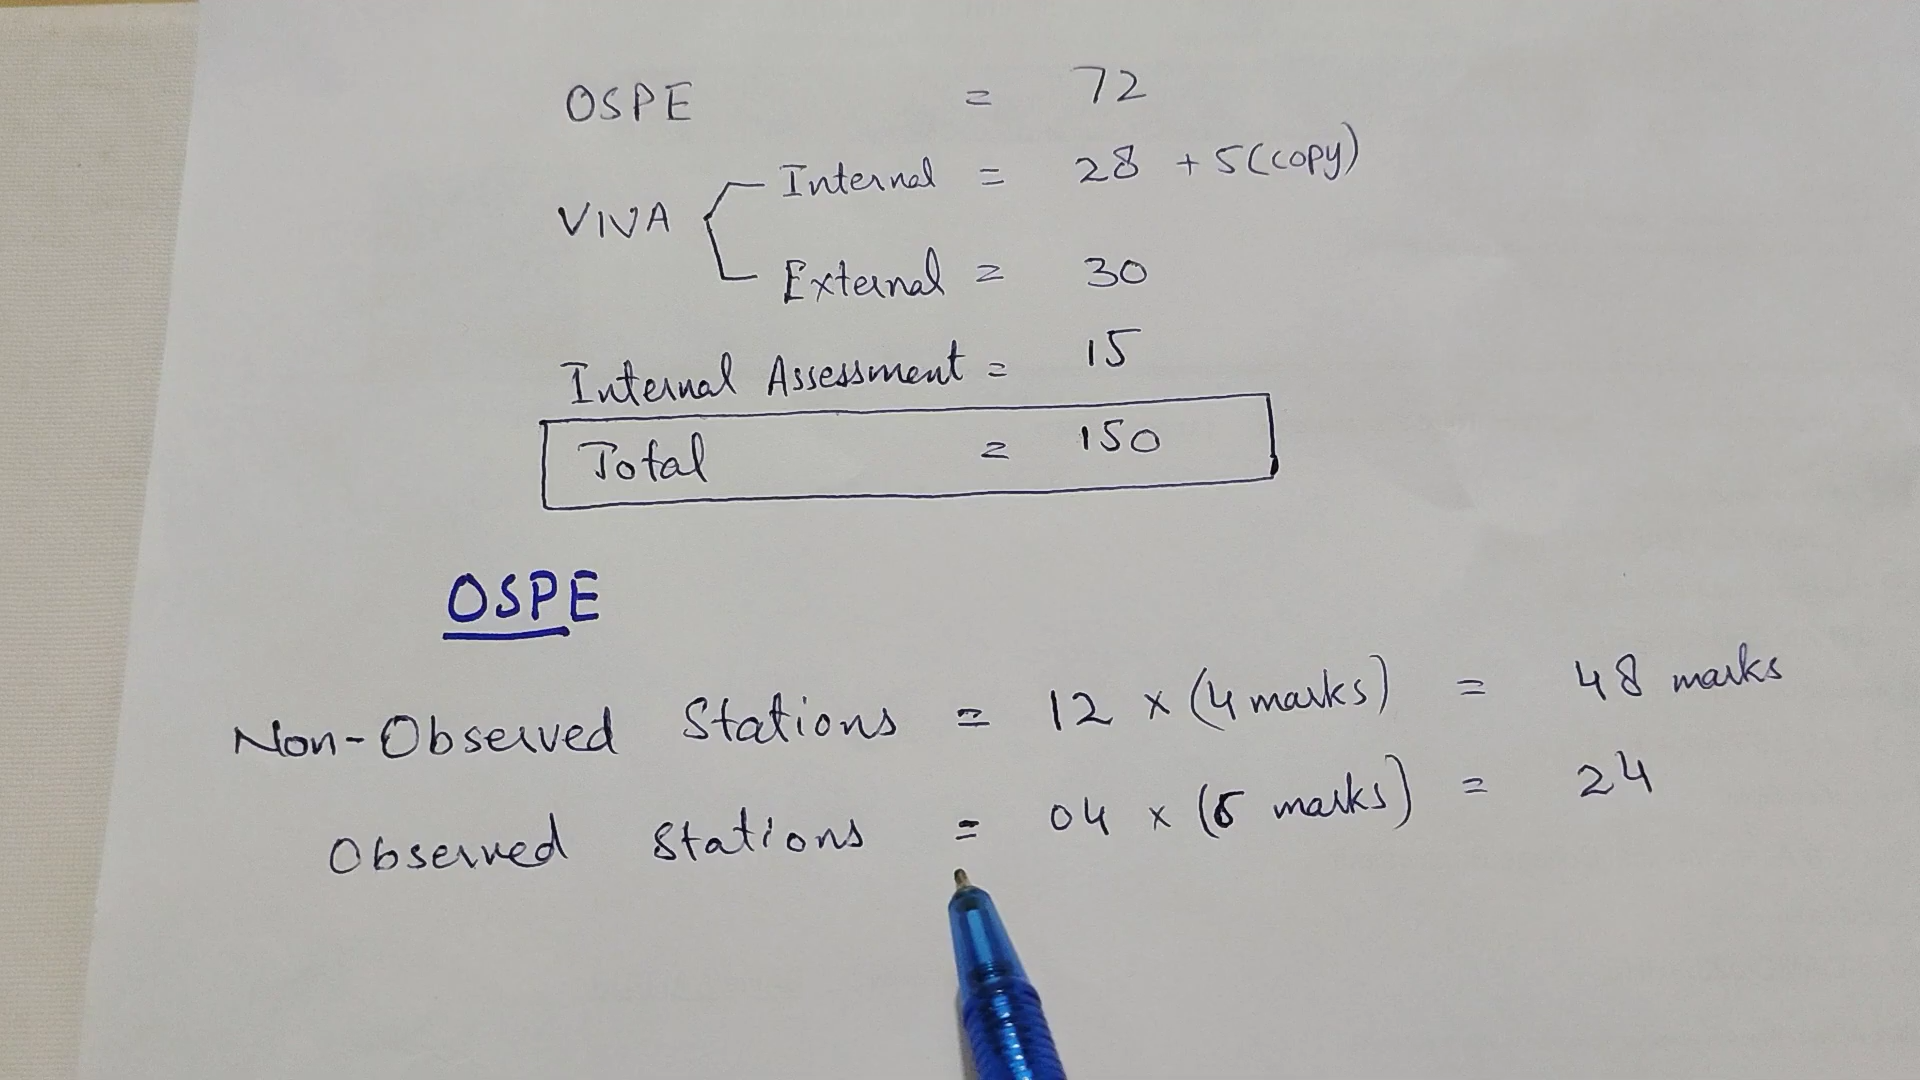 OSPE = 72
VIVA Internal = 28 + 5 (copy)
External = 30
Internal Assessment = 15
Total = 150
OSPE
Non-Observed Stations = 12 x (4 marks) = 48 marks
Observed Stations = 04 x (6 marks) = 24